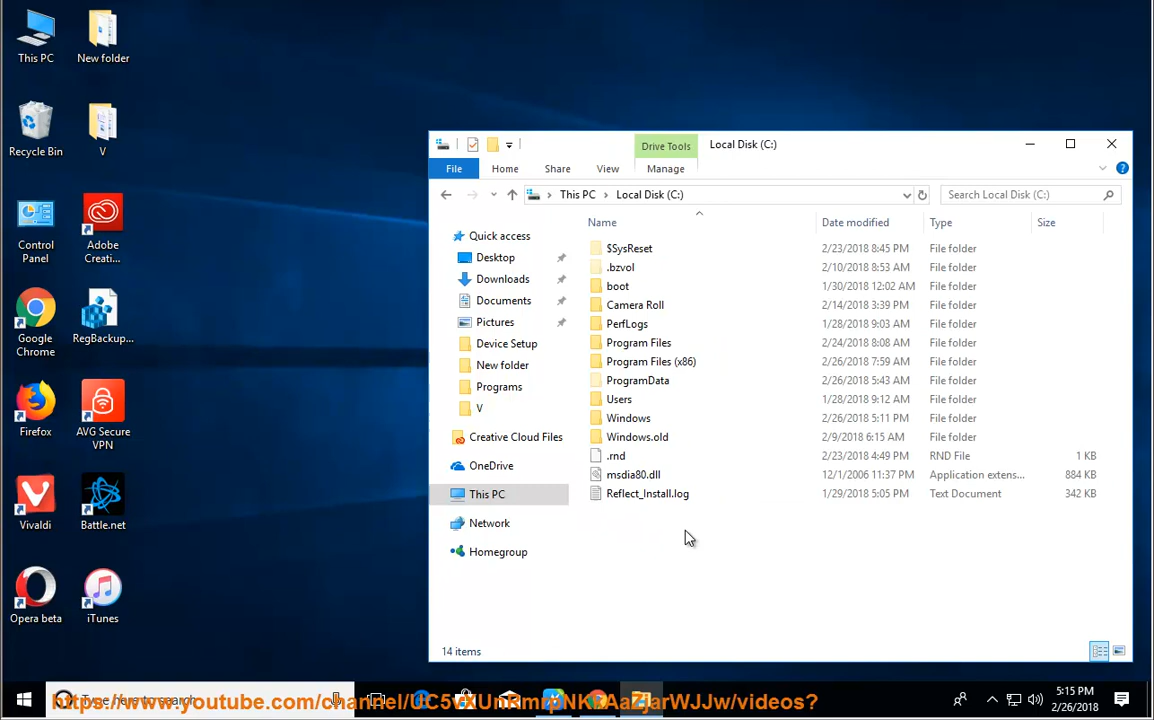 This PC
New folder
Recycle Bin
V
Control
Panel
Adobe
Creati...
Google
Chrome
RegBackup...
Firefox
AVG Secure
VPN
Vivaldi
Battle.net
Opera beta
iTunes
Drive Tools
Local Disk (C:)
File
Home
Share
View
Manage
This PC > Local Disk (C:)
Search Local Disk (C:)
Quick access
Desktop
Downloads
Documents
Pictures
Device Setup
New folder
Programs
V
Creative Cloud Files
OneDrive
This PC
Network
Homegroup
Name Date modified Type Size
$SysReset 2/23/2018 8:45 PM File folder
.bzvol 2/10/2018 8:53 AM File folder
boot 1/30/2018 12:02 AM File folder
Camera Roll 2/14/2018 3:39 PM File folder
PerfLogs 1/28/2018 9:03 AM File folder
Program Files 2/24/2018 8:08 AM File folder
Program Files (x86) 2/26/2018 7:59 AM File folder
ProgramData 2/26/2018 5:43 AM File folder
Users 1/28/2018 9:12 AM File folder
Windows 2/26/2018 5:11 PM File folder
Windows.old 2/9/2018 6:15 AM File folder
.rnd 2/23/2018 4:49 PM RND File 1 KB
msdia80.dll 12/1/2006 11:37 PM Application extens... 884 KB
Reflect_Install.log 1/29/2018 5:05 PM Text Document 342 KB
14 items
Type here to search
https://www.youtube.com/channel/UC5vXUnRmrpNKXAaZjarWJJw/videos?
5:15 PM
2/26/2018